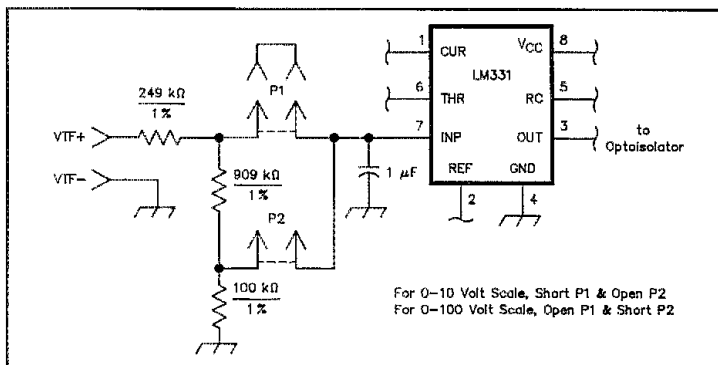 1
CUR
VCC
8
LM331
P1
6
THR
RC
5
249 kΩ
1%
VTF+
7
INP
OUT
3
to
Optoisolator
VTF-
909 kΩ
1%
1 µF
REF
GND
2
4
P2
100 kΩ
1%
For 0-10 Volt Scale, Short P1 & Open P2
For 0-100 Volt Scale, Open P1 & Short P2